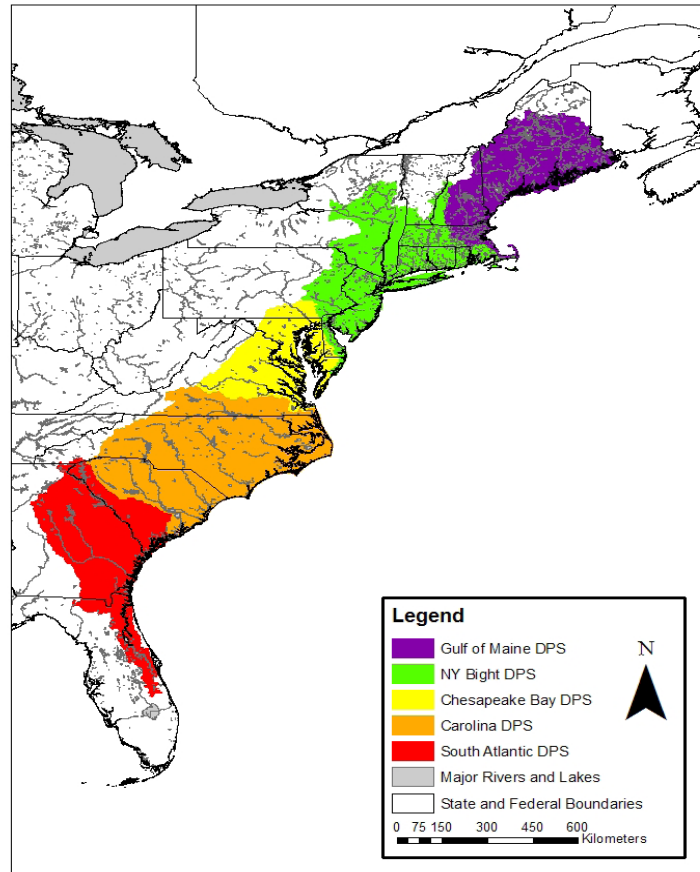 Legend
N
Gulf of Maine DPS
NY Bight DPS
Chesapeake Bay DPS
Carolina DPS
South Atlantic DPS
Major Rivers and Lakes
State and Federal Boundaries
0 75 150 300 450 600
Kilometers